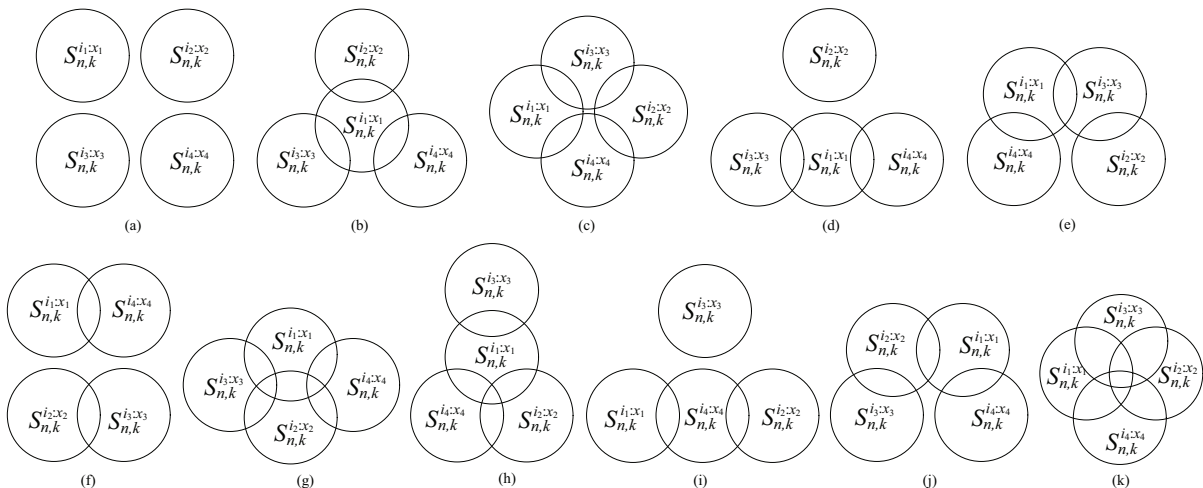 S_{n,k}^{i_1:x_1} S_{n,k}^{i_2:x_2}
S_{n,k}^{i_3:x_3} S_{n,k}^{i_4:x_4}
(a)
S_{n,k}^{i_2:x_2}
S_{n,k}^{i_1:x_1}
S_{n,k}^{i_3:x_3} S_{n,k}^{i_4:x_4}
(b)
S_{n,k}^{i_3:x_3}
S_{n,k}^{i_1:x_1} S_{n,k}^{i_2:x_2}
S_{n,k}^{i_4:x_4}
(c)
S_{n,k}^{i_2:x_2}
S_{n,k}^{i_3:x_3} S_{n,k}^{i_1:x_1} S_{n,k}^{i_4:x_4}
(d)
S_{n,k}^{i_1:x_1} S_{n,k}^{i_3:x_3}
S_{n,k}^{i_4:x_4} S_{n,k}^{i_2:x_2}
(e)
S_{n,k}^{i_1:x_1} S_{n,k}^{i_4:x_4}
S_{n,k}^{i_2:x_2} S_{n,k}^{i_3:x_3}
(f)
S_{n,k}^{i_1:x_1}
S_{n,k}^{i_3:x_3} S_{n,k}^{i_4:x_4}
S_{n,k}^{i_2:x_2}
(g)
S_{n,k}^{i_3:x_3}
S_{n,k}^{i_1:x_1}
S_{n,k}^{i_4:x_4} S_{n,k}^{i_2:x_2}
(h)
S_{n,k}^{i_3:x_3}
S_{n,k}^{i_1:x_1} S_{n,k}^{i_4:x_4} S_{n,k}^{i_2:x_2}
(i)
S_{n,k}^{i_2:x_2} S_{n,k}^{i_1:x_1}
S_{n,k}^{i_3:x_3} S_{n,k}^{i_4:x_4}
(j)
S_{n,k}^{i_3:x_3}
S_{n,k}^{i_1:x_1} S_{n,k}^{i_2:x_2}
S_{n,k}^{i_4:x_4}
(k)